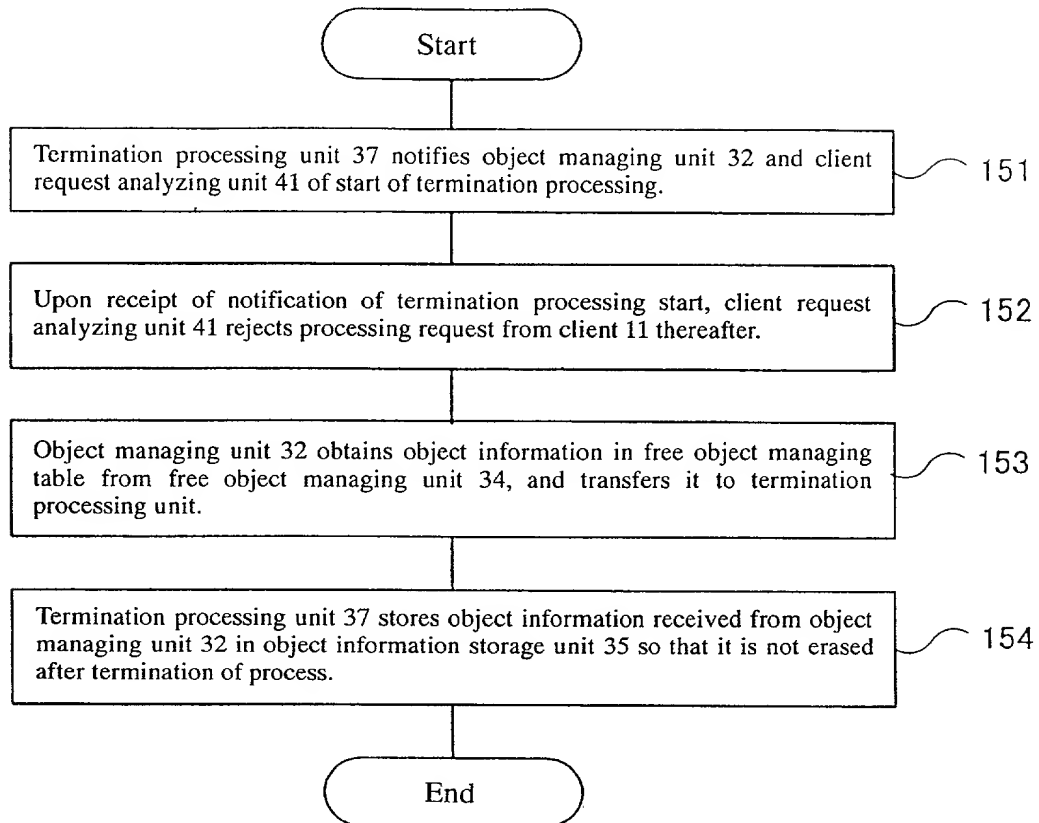 Start
Termination processing unit 37 notifies object managing unit 32 and client
request analyzing unit 41 of start of termination processing.
151
Upon receipt of notification of termination processing start, client request
analyzing unit 41 rejects processing request from client 11 thereafter.
152
Object managing unit 32 obtains object information in free object managing
table from free object managing unit 34, and transfers it to termination
processing unit.
153
Termination processing unit 37 stores object information received from object
managing unit 32 in object information storage unit 35 so that it is not erased
after termination of process.
154
End